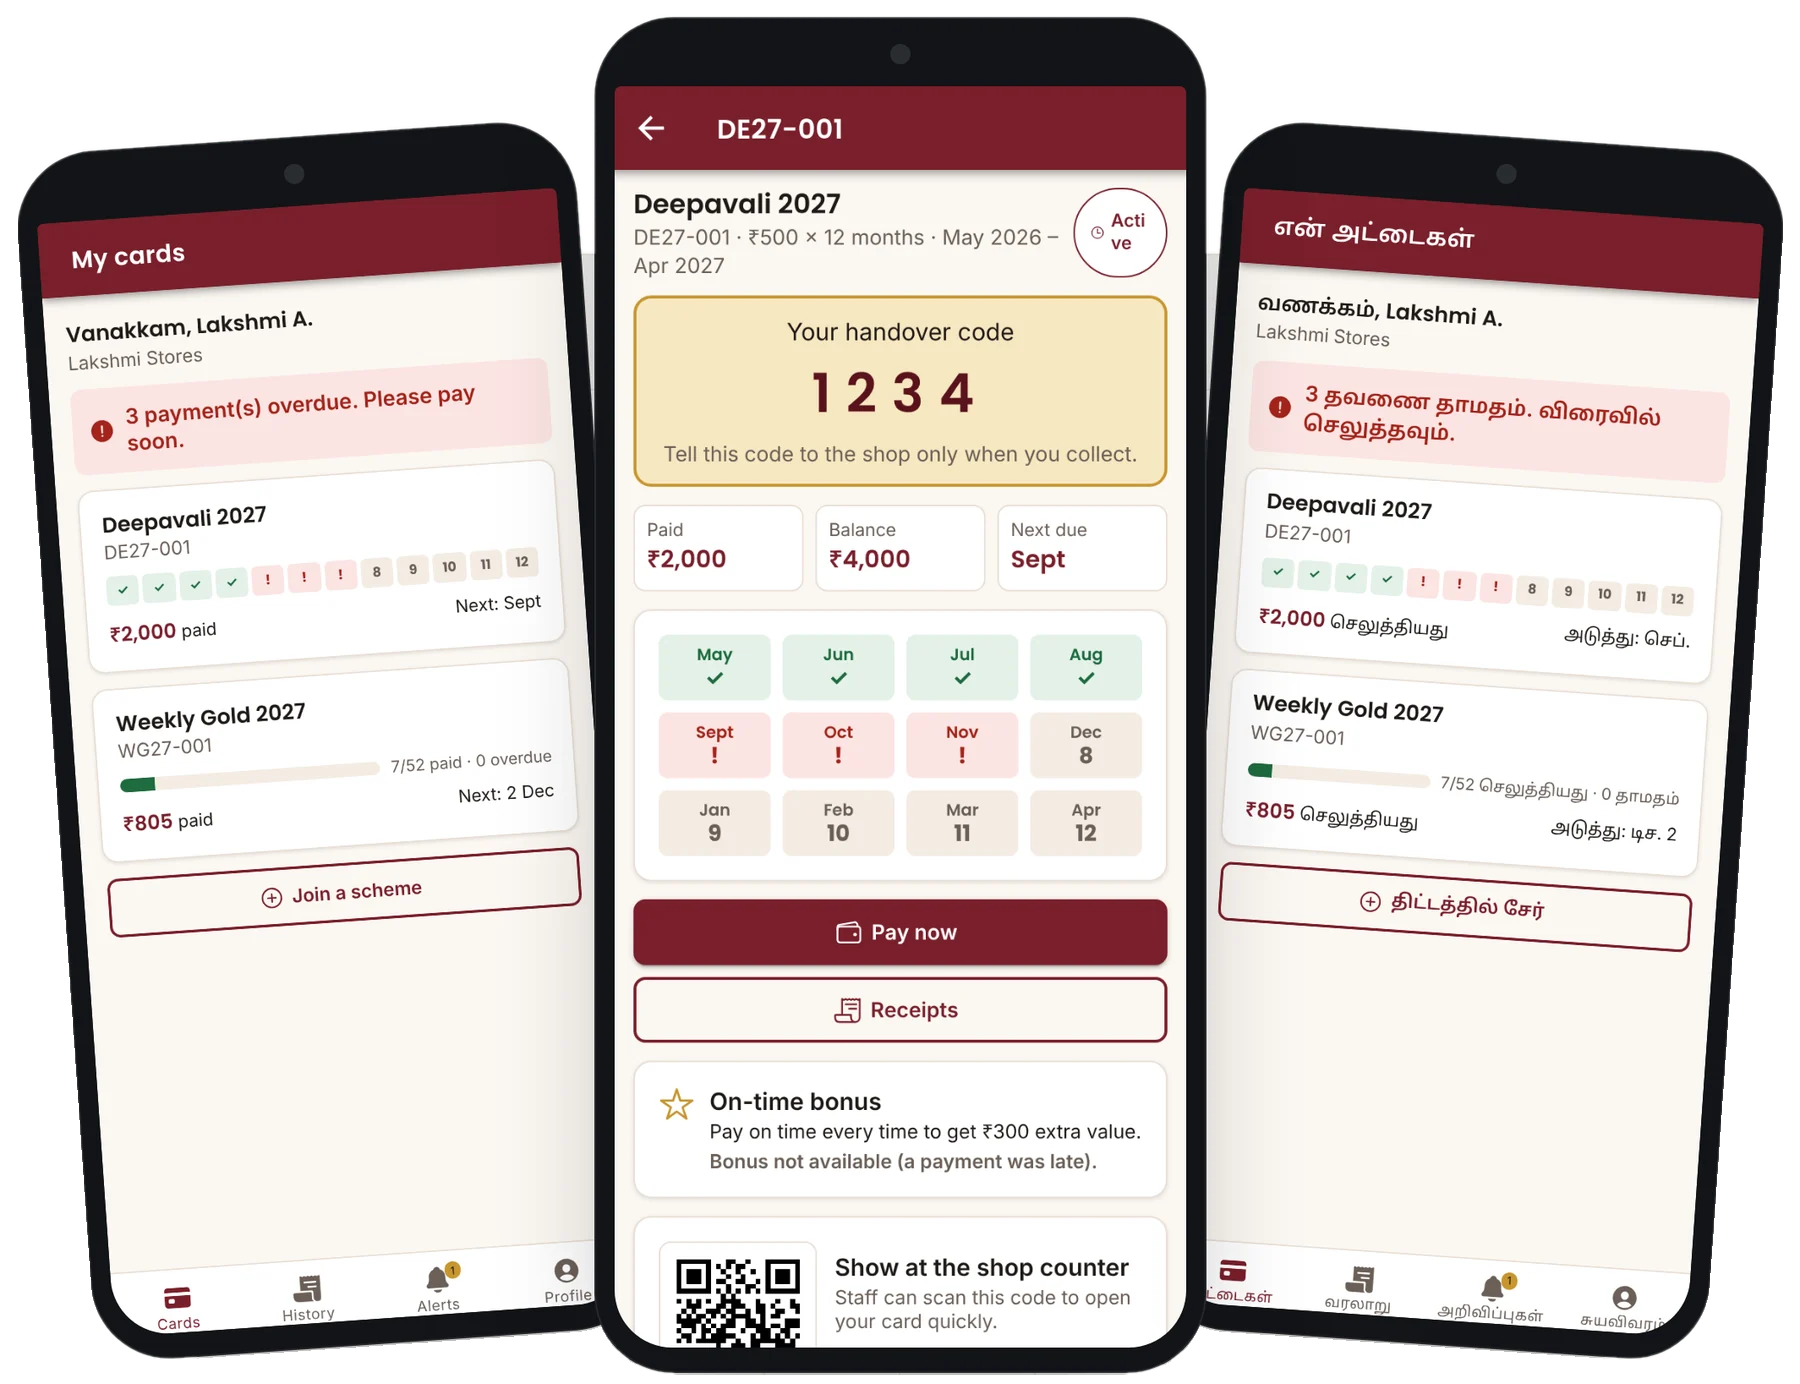 My cards
Vanakkam, Lakshmi A.
Lakshmi Stores
! 3 payment(s) overdue. Please pay
soon.
Deepavali 2027
DE27-001
! ! ! 8 9 10 11 12
Next: Sept
₹2,000 paid
Weekly Gold 2027
WG27-001
7/52 paid · 0 overdue
Next: 2 Dec
₹805 paid
Join a scheme
Cards
History
1
Alerts
Profile
DE27-001
Deepavali 2027
DE27-001 · ₹500 × 12 months · May 2026 –
Apr 2027
Acti
ve
Your handover code
1 2 3 4
Tell this code to the shop only when you collect.
Paid
₹2,000
Balance
₹4,000
Next due
Sept
May Jun Jul Aug
Sept Oct Nov Dec
! ! ! 8
Jan Feb Mar Apr
9 10 11 12
Pay now
Receipts
On-time bonus
Pay on time every time to get ₹300 extra value.
Bonus not available (a payment was late).
Show at the shop counter
Staff can scan this code to open
your card quickly.
என் அட்டைகள்
வணக்கம், Lakshmi A.
Lakshmi Stores
! 3 தவணை தாமதம். விரைவில்
செலுத்தவும்.
Deepavali 2027
DE27-001
! ! ! 8 9 10 11 12
₹2,000 செலுத்தியது
அடுத்து: செப்.
Weekly Gold 2027
WG27-001
7/52 செலுத்தியது · 0 தாமதம்
₹805 செலுத்தியது
அடுத்து: டிச. 2
திட்டத்தில் சேர்
ட்டைகள்
வரலாறு
1
அறிவிப்புகள்
சுயவிவரம்